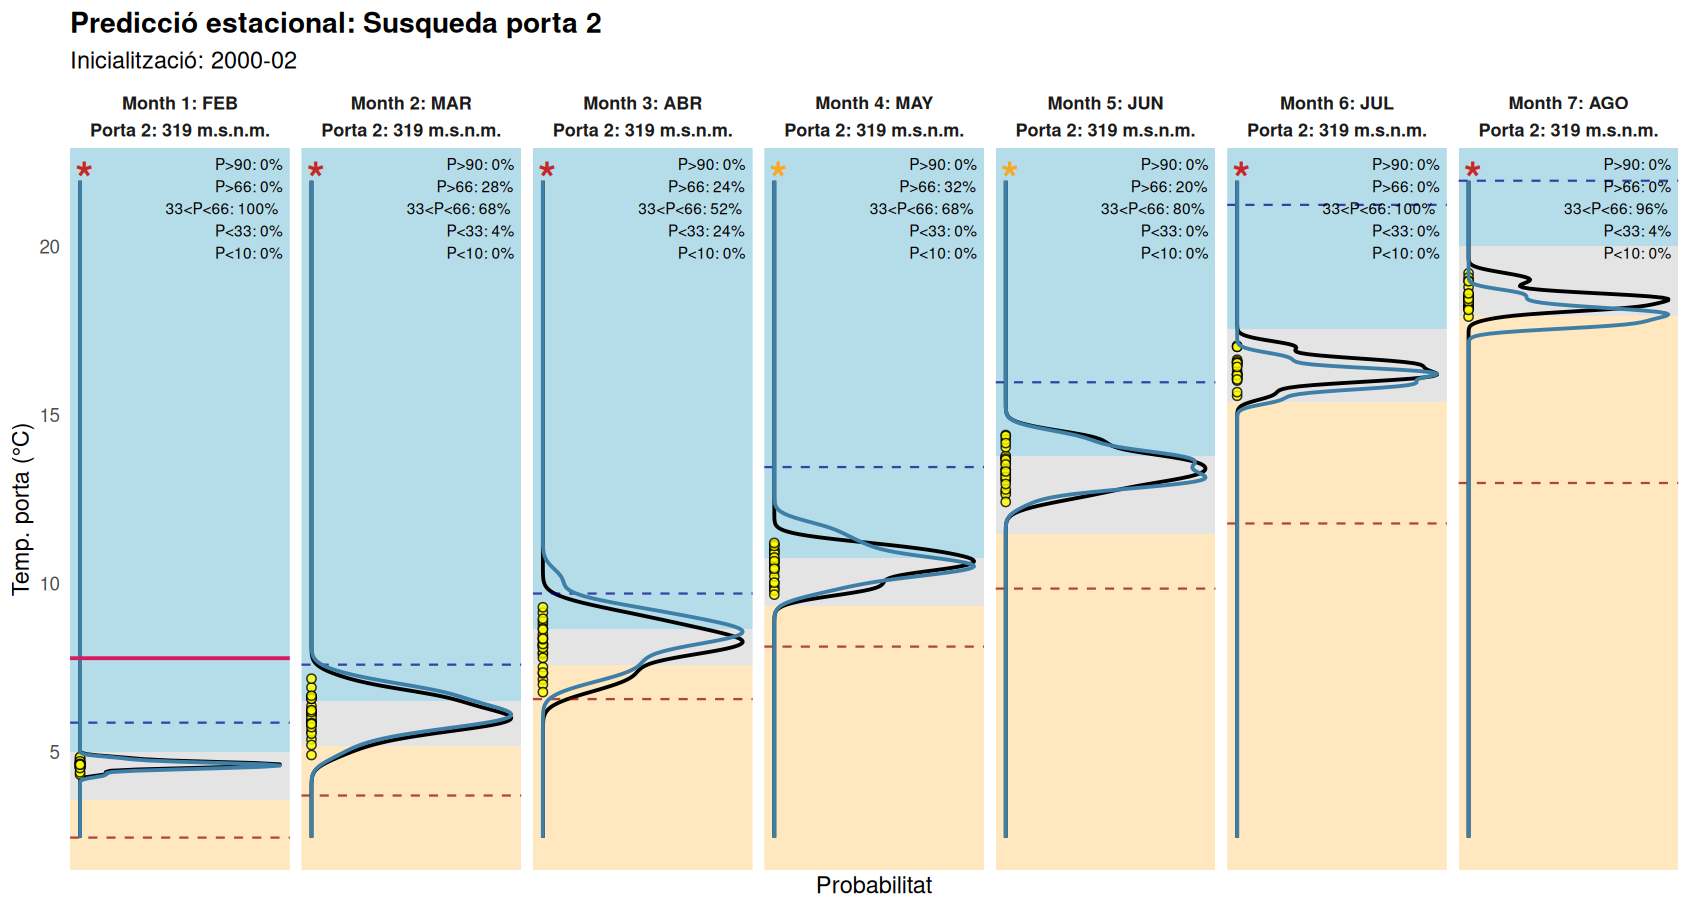 Predicció estacional: Susqueda porta 2
Inicialització: 2000-02
Month 1: FEB
Porta 2: 319 m.s.n.m.
Month 2: MAR
Porta 2: 319 m.s.n.m.
Month 3: ABR
Porta 2: 319 m.s.n.m.
Month 4: MAY
Porta 2: 319 m.s.n.m.
Month 5: JUN
Porta 2: 319 m.s.n.m.
Month 6: JUL
Porta 2: 319 m.s.n.m.
Month 7: AGO
Porta 2: 319 m.s.n.m.
*
P>90: 0%
P>66: 0%
33<P<66: 100%
P<33: 0%
P<10: 0%
*
P>90: 0%
P>66: 28%
33<P<66: 68%
P<33: 4%
P<10: 0%
*
P>90: 0%
P>66: 24%
33<P<66: 52%
P<33: 24%
P<10: 0%
*
P>90: 0%
P>66: 32%
33<P<66: 68%
P<33: 0%
P<10: 0%
*
P>90: 0%
P>66: 20%
33<P<66: 80%
P<33: 0%
P<10: 0%
*
P>90: 0%
P>66: 0%
33<P<66: 100%
P<33: 0%
P<10: 0%
*
P>90: 0%
P>66: 0%
33<P<66: 96%
P<33: 4%
P<10: 0%
20
15
10
5
Temp. porta (°C)
Probabilitat